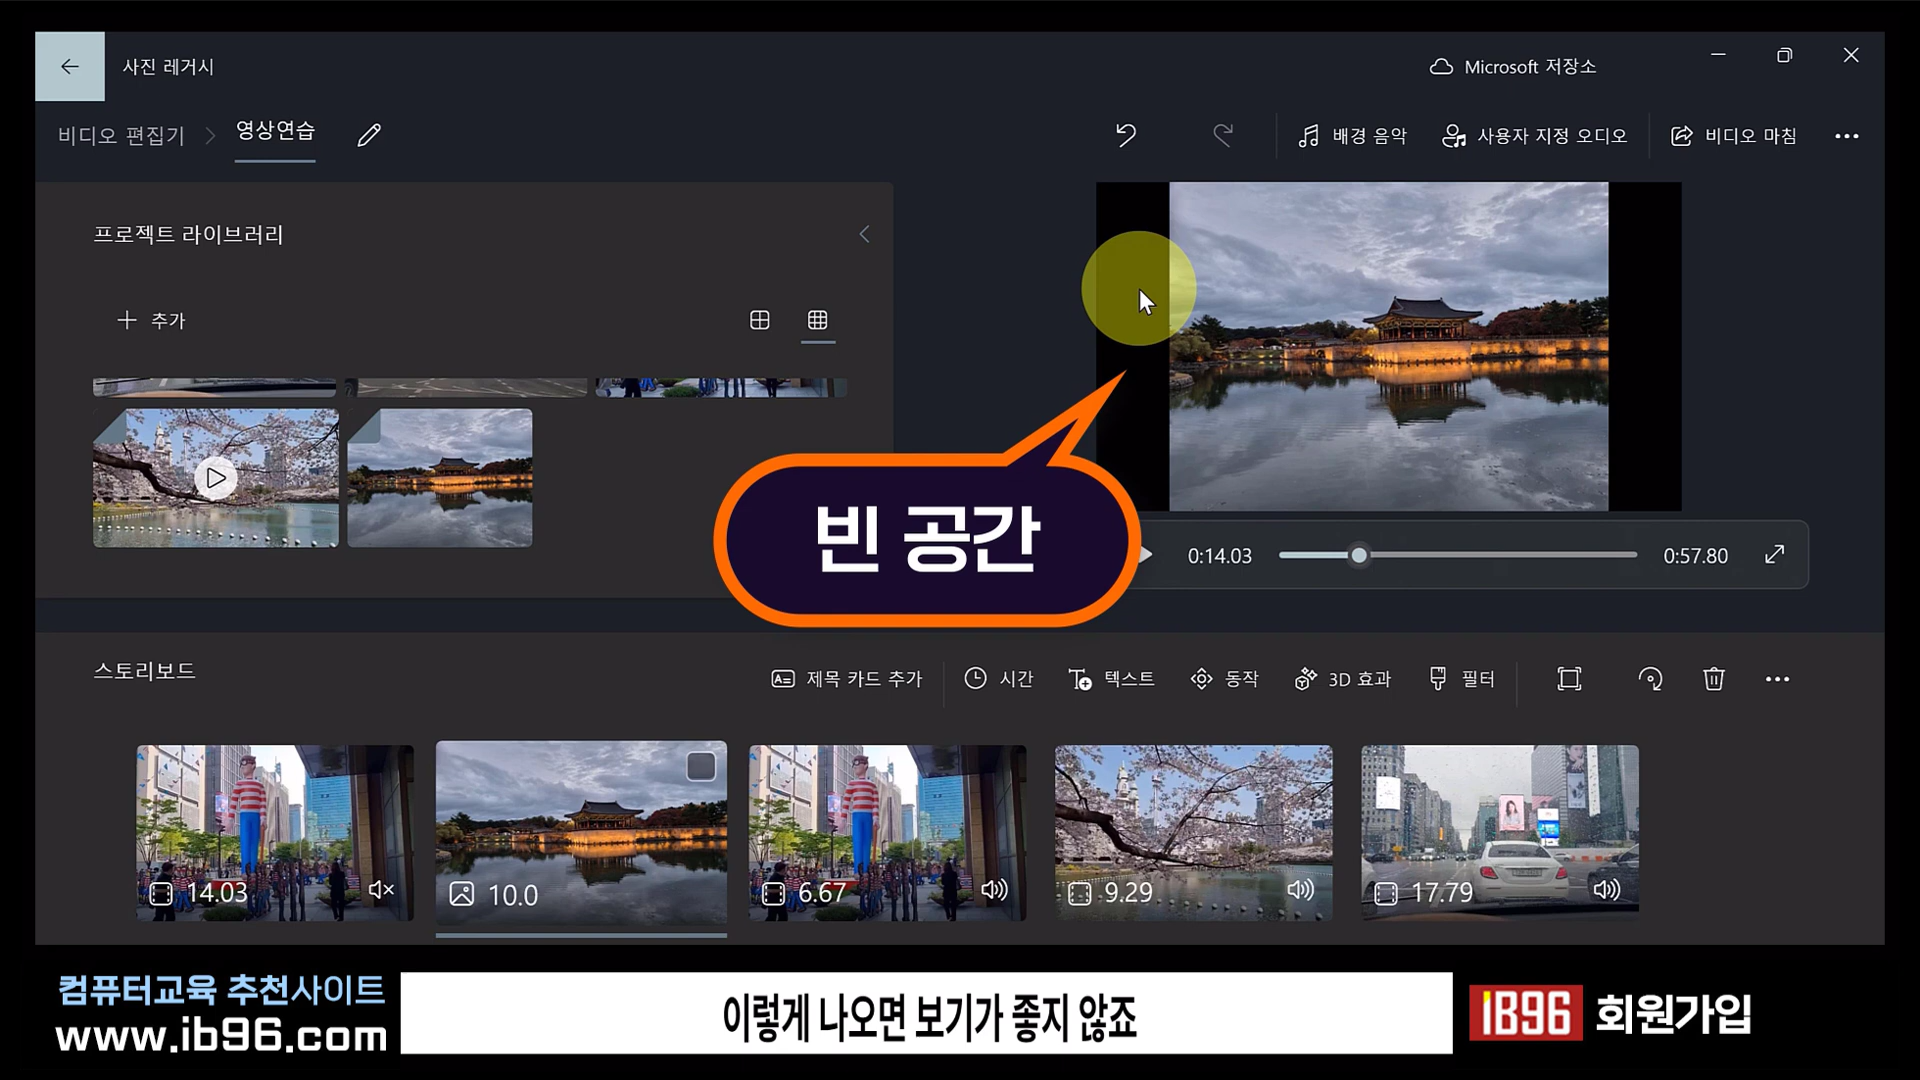 사진 레거시
Microsoft 저장소
비디오 편집기
영상연습
배경 음악
사용자 지정 오디오
비디오 마침
프로젝트 라이브러리
추가
빈 공간
0:14.03
0:57.80
스토리보드
제목 카드 추가
시간
텍스트
동작
3D 효과
필터
14.03
10.0
6.67
9.29
17.79
컴퓨터교육 추천사이트
www.ib96.com
이렇게 나오면 보기가 좋지 않죠
IB96 회원가입